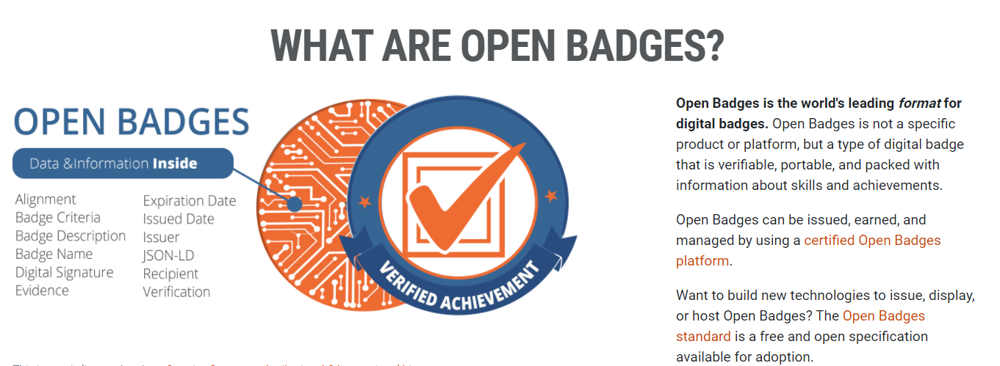 WHAT ARE OPEN BADGES?
OPEN BADGES
Data &Information Inside
Alignment
Badge Criteria
Badge Description
Badge Name
Digital Signature
Evidence
Expiration Date
Issued Date
Issuer
JSON-LD
Recipient
Verification
VERIFIED ACHIEVEMENT
Open Badges is the world's leading format for
digital badges. Open Badges is not a specific
product or platform, but a type of digital badge
that is verifiable, portable, and packed with
information about skills and achievements.
Open Badges can be issued, earned, and
managed by using a certified Open Badges
platform.
Want to build new technologies to issue, display,
or host Open Badges? The Open Badges
standard is a free and open specification
available for adoption.